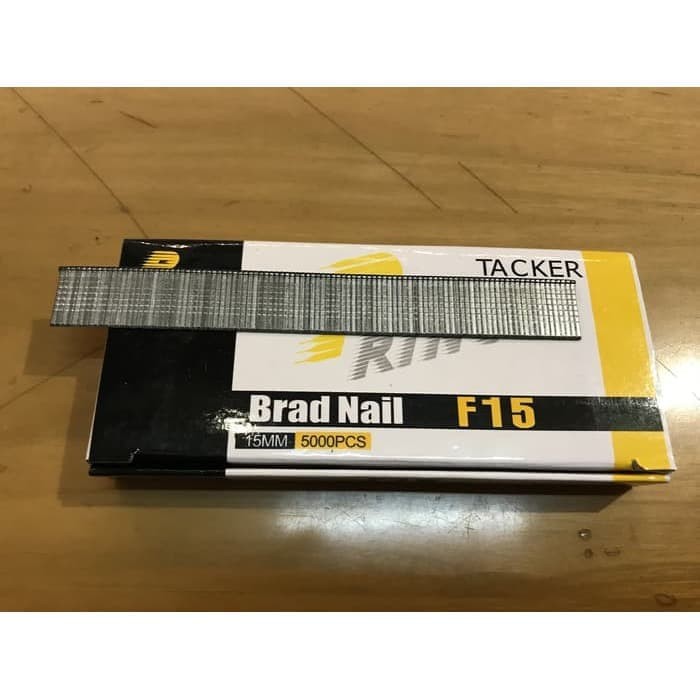 TACKER
Brad Nail F15
15MM 5000PCS